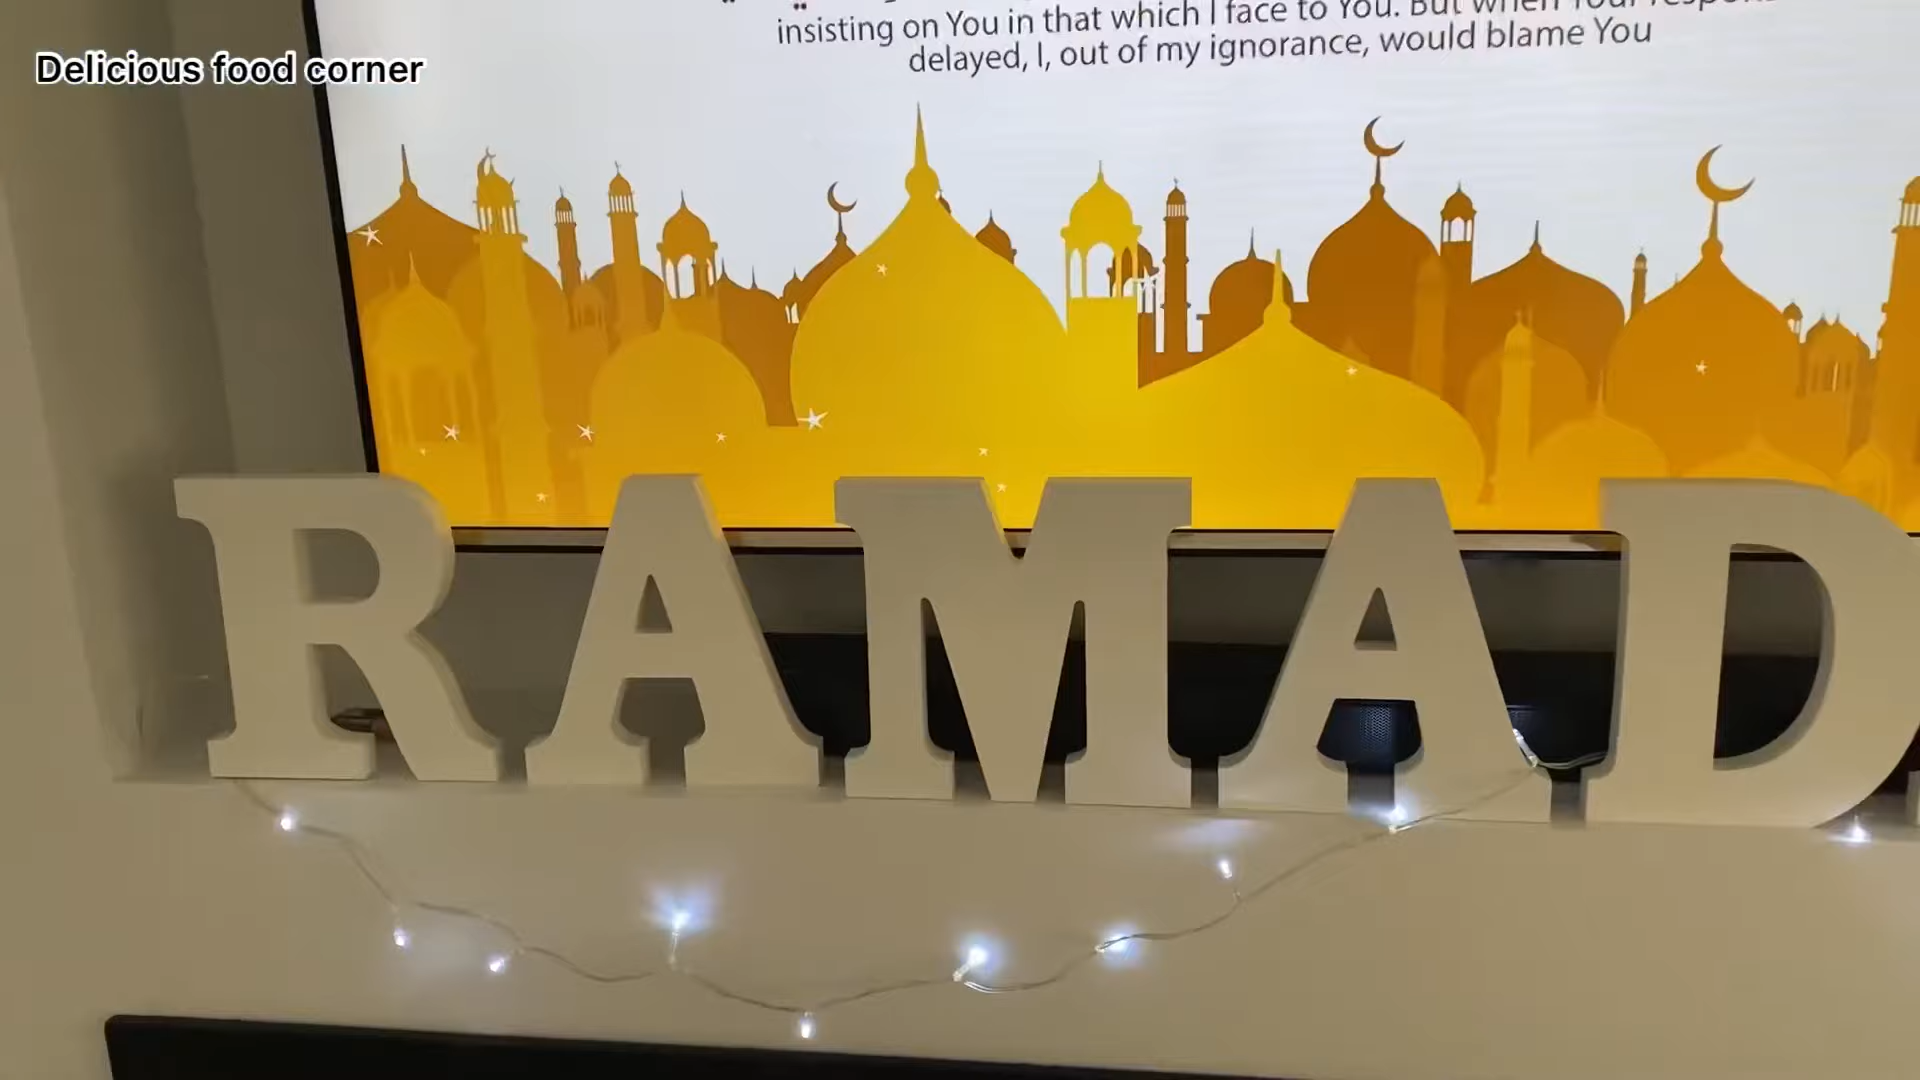 Delicious food corner
insisting on You in that which I face to You. But when Your
delayed, I, out of my ignorance, would blame You
RAMAD